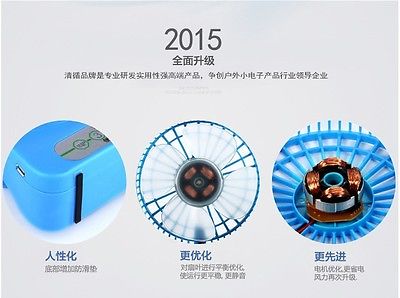 2015
全面升级
清循品牌是专业研发实用性强高端产品，争创户外小电子产品行业领导企业
人性化
底部增加防滑垫
更优化
对扇叶进行平衡优化,
使运行更平稳, 更静音
更先进
电机优化,更省电
风力再次升级.